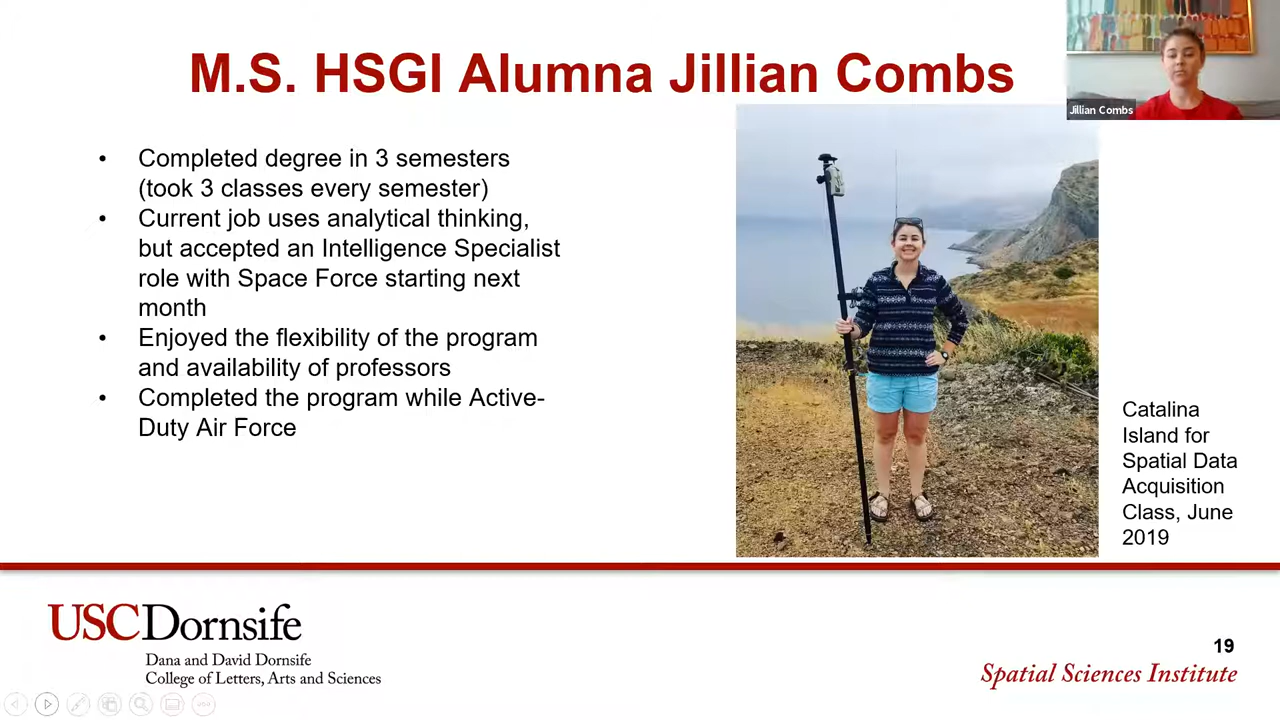 M.S. HSGI Alumna Jillian Combs
Jillian Combs
• Completed degree in 3 semesters
(took 3 classes every semester)
• Current job uses analytical thinking,
but accepted an Intelligence Specialist
role with Space Force starting next
month
• Enjoyed the flexibility of the program
and availability of professors
• Completed the program while Active-
Duty Air Force
Catalina
Island for
Spatial Data
Acquisition
Class, June
2019
USCDornsife
Dana and David Dornsife
College of Letters, Arts and Sciences
19
Spatial Sciences Institute